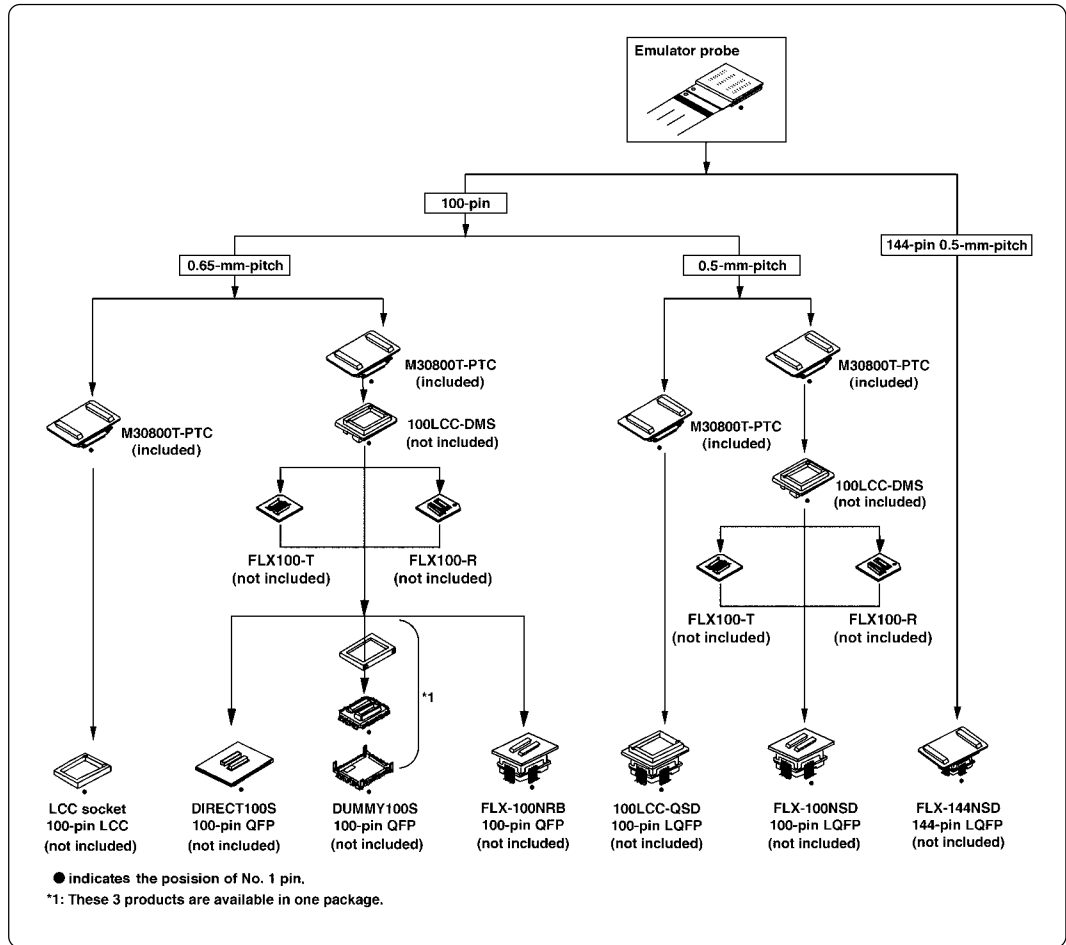 Emulator probe
100-pin
0.65-mm-pitch
0.5-mm-pitch
144-pin 0.5-mm-pitch
M30800T-PTC
(included)
M30800T-PTC
(included)
M30800T-PTC
(included)
M30800T-PTC
(included)
100LCC-DMS
(not included)
100LCC-DMS
(not included)
FLX100-T
(not included)
FLX100-R
(not included)
FLX100-T
(not included)
FLX100-R
(not included)
*1
LCC socket
100-pin LCC
(not included)
DIRECT100S
100-pin QFP
(not included)
DUMMY100S
100-pin QFP
(not included)
FLX-100NRB
100-pin QFP
(not included)
100LCC-QSD
100-pin LQFP
(not included)
FLX-100NSD
100-pin LQFP
(not included)
FLX-144NSD
144-pin LQFP
(not included)
● indicates the posision of No. 1 pin.
*1: These 3 products are available in one package.